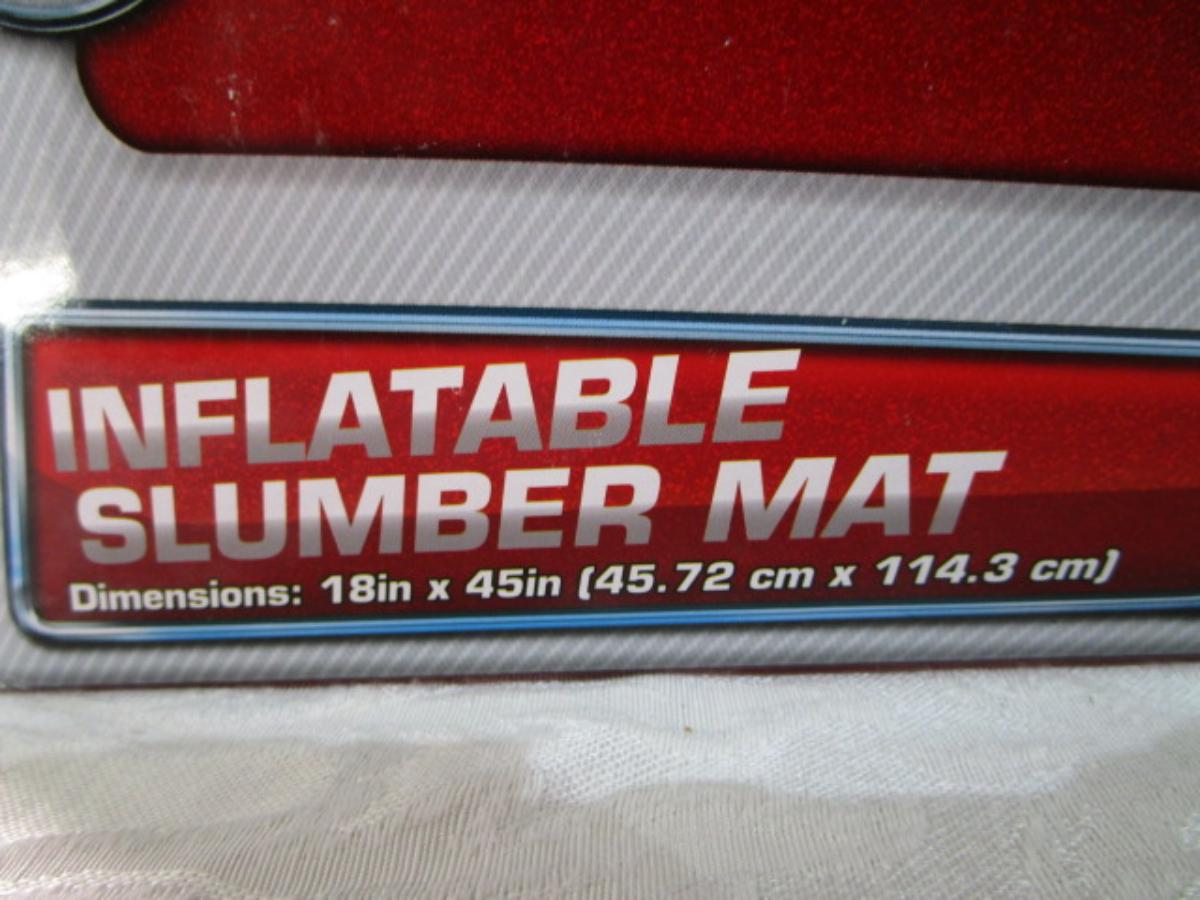 INFLATABLE
SLUMBER MAT
Dimensions: 18in x 45in (45.72 cm x 114.3 cm)